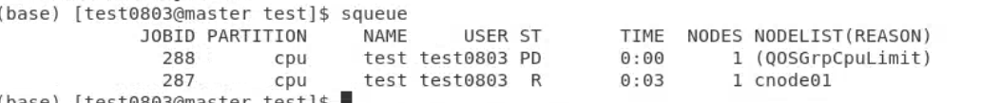 (base) [test0803@master test]$ squeue
JOBID PARTITION NAME USER ST TIME NODES NODELIST(REASON)
288 cpu test test0803 PD 0:00 1 (QOSGrpCpuLimit)
287 cpu test test0803 R 0:03 1 cnode01
(base) [test0803@master test]$